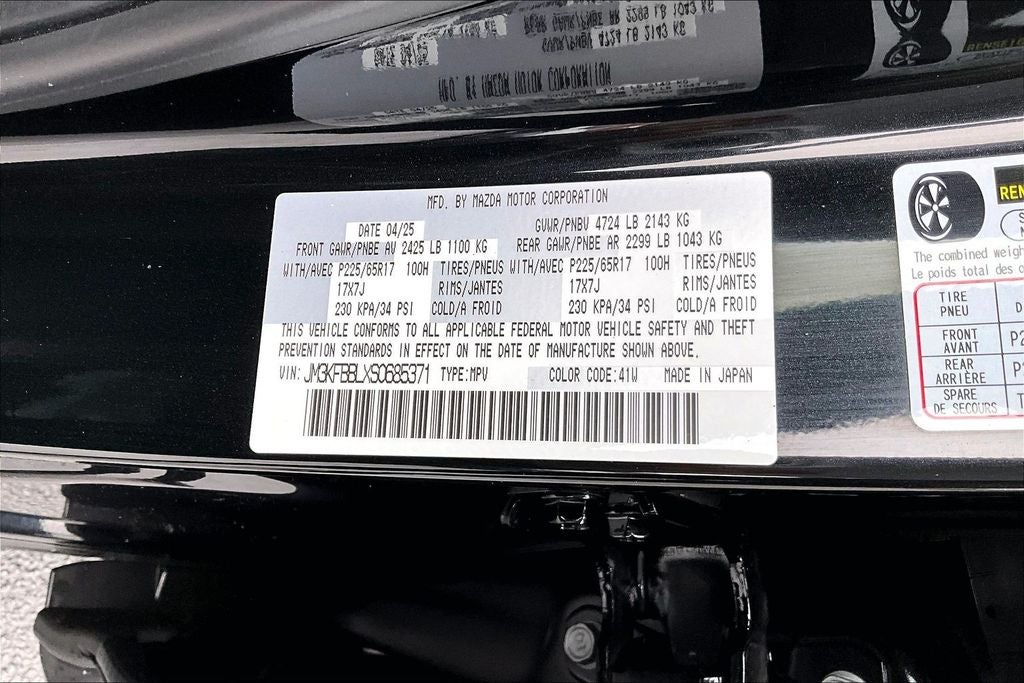 MFD. BY MAZDA MOTOR CORPORATION
DATE 04/25 GVWR/PNBV 4724 LB 2143 KG
FRONT GAWR/PNBE AV 2425 LB 1100 KG REAR GAWR/PNBE AR 2299 LB 1043 KG
WITH/AVEC P225/65R17 100H TIRES/PNEUS WITH/AVEC P225/65R17 100H TIRES/PNEUS
17X7J RIMS/JANTES 17X7J RIMS/JANTES
230 KPA/34 PSI COLD/A FROID 230 KPA/34 PSI COLD/A FROID
THIS VEHICLE CONFORMS TO ALL APPLICABLE FEDERAL MOTOR VEHICLE SAFETY AND THEFT
PREVENTION STANDARDS IN EFFECT ON THE DATE OF MANUFACTURE SHOWN ABOVE.
VIN: JM3KFBBLXS0685371 TYPE:MPV COLOR CODE:41W MADE IN JAPAN
The combined
Le poids total des
TIRE
PNEU
FRONT
AVANT
REAR
ARRIÈRE
SPARE
DE SECOURS